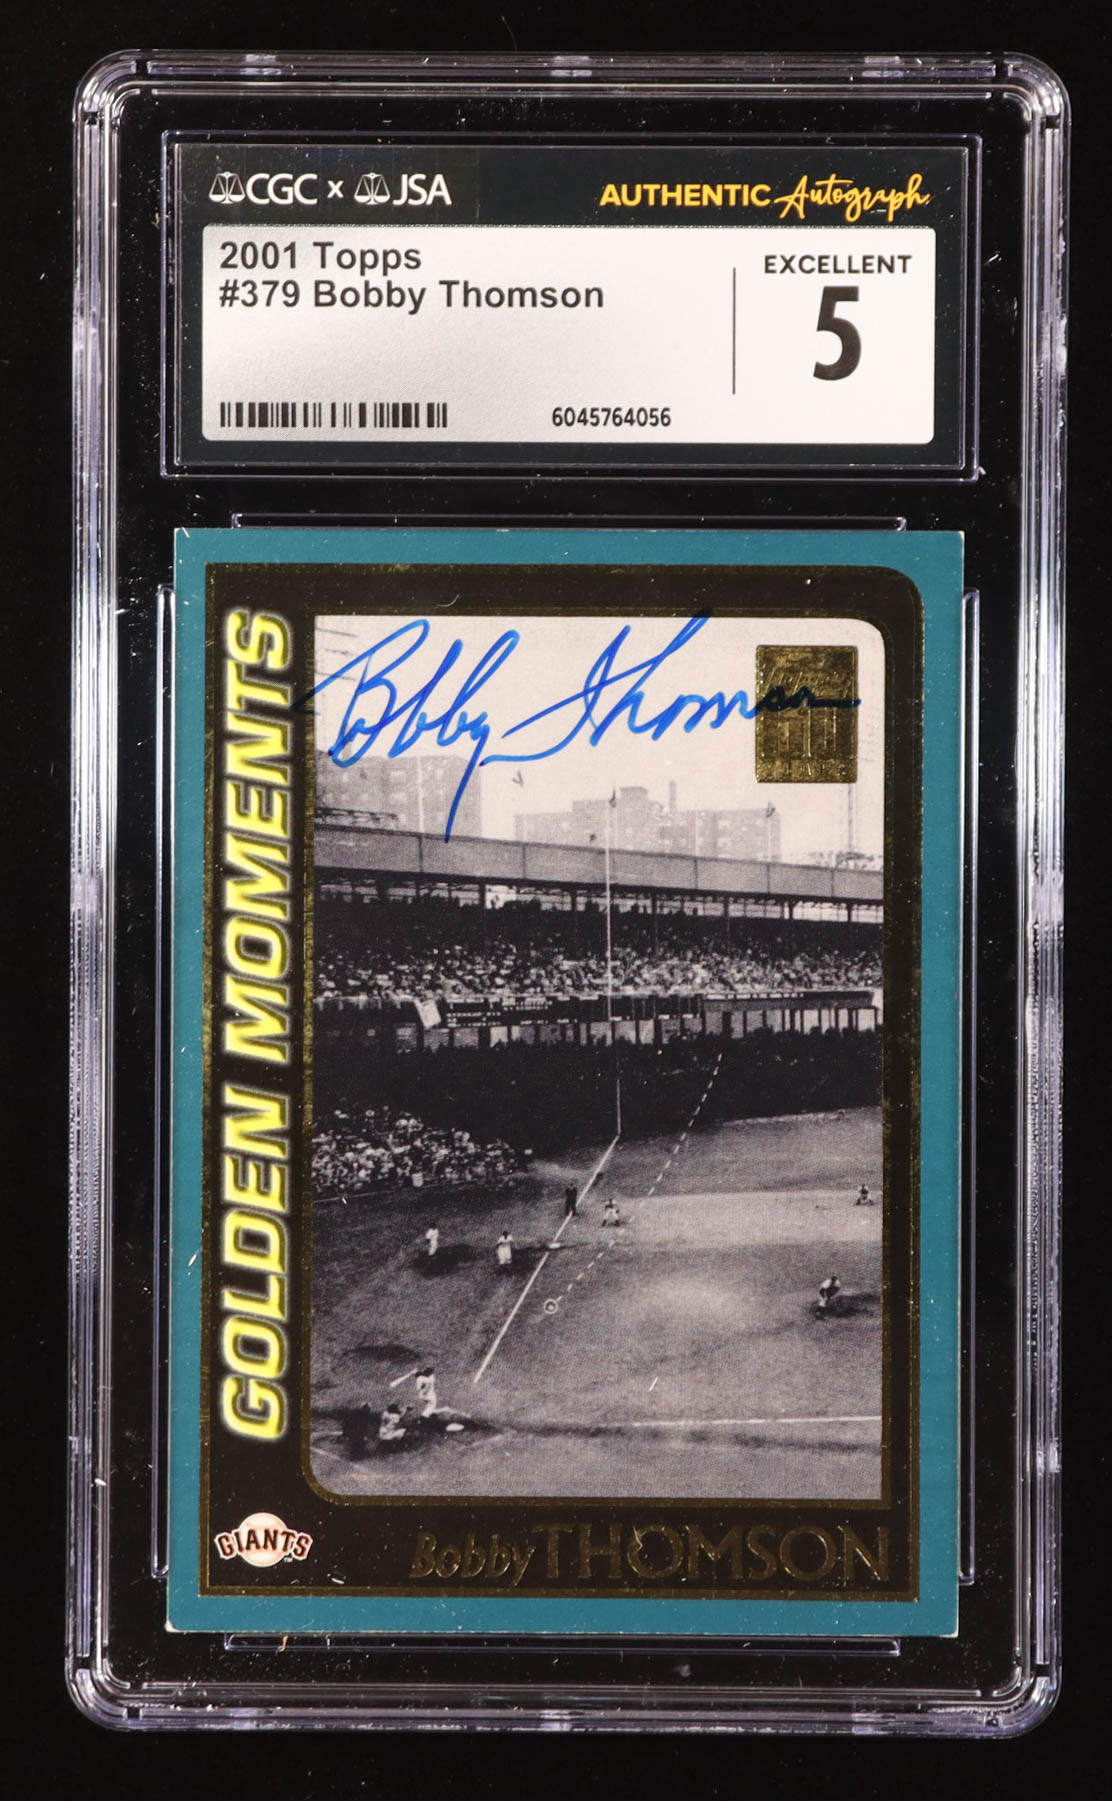 CGC x JSA
AUTHENTIC Autograph
2001 Topps
#379 Bobby Thomson
EXCELLENT
5
6045764056
Bobby Thomson
GOLDEN MOMENTS
GIANTS
TM
Bobby THOMSON